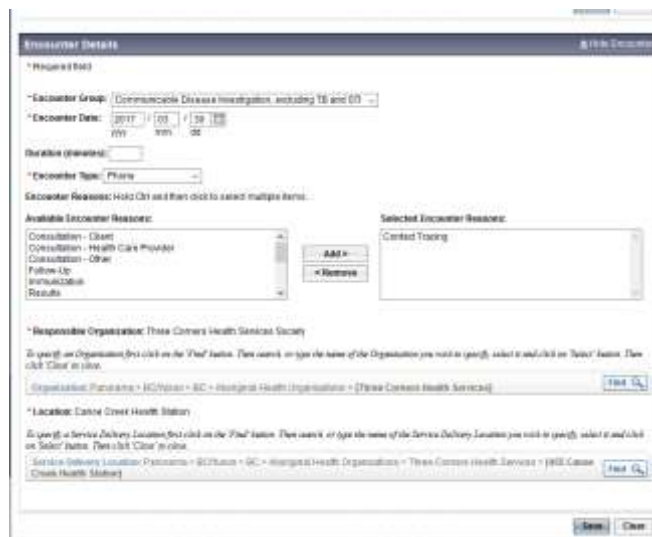 Encounter Details
Hide Encounter
* Required field
* Encounter Group: Communicable Disease Investigation, excluding TB and STI
* Encounter Date: 2017 / 03 / 30
yyyy mm dd
Duration (minutes):
* Encounter Type: Phone
Encounter Reasons: Hold Ctrl and then click to select multiple items.
Available Encounter Reasons:
Selected Encounter Reasons:
Consultation - Client
Contact Tracing
Consultation - Health Care Provider
Consultation - Other
Follow-Up
Immunization
Results
Add >
< Remove
* Responsible Organization: Three Corners Health Services Society
To specify an Organization first click on the 'Find' button. Then search, or type the name of the Organization you wish to specify, select it and click on 'Select' button. Then
click 'Close' to close.
Organization: Panorama > BC/Yukon > BC > Aboriginal Health Organizations > [Three Corners Health Services]
Find
* Location: Canoe Creek Health Station
To specify a Service Delivery Location first click on the 'Find' button. Then search, or type the name of the Service Delivery Location you wish to specify, select it and click
on 'Select' button. Then click 'Close' to close.
Service Delivery Location: Panorama > BC/Yukon > BC > Aboriginal Health Organizations > Three Corners Health Services > Canoe
Creek Health Station]
Find
Save Clear